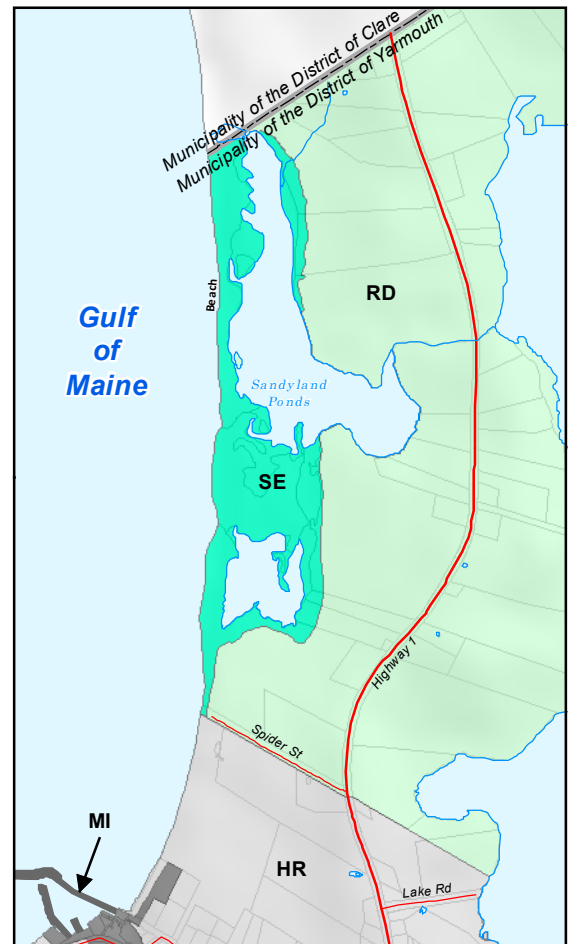 Municipality of the District of Clare
Municipality of the District of Yarmouth
Beach
RD
Gulf
of
Maine
Sandyland
Ponds
SE
Highway 1
Spider St
MI
HR
Lake Rd